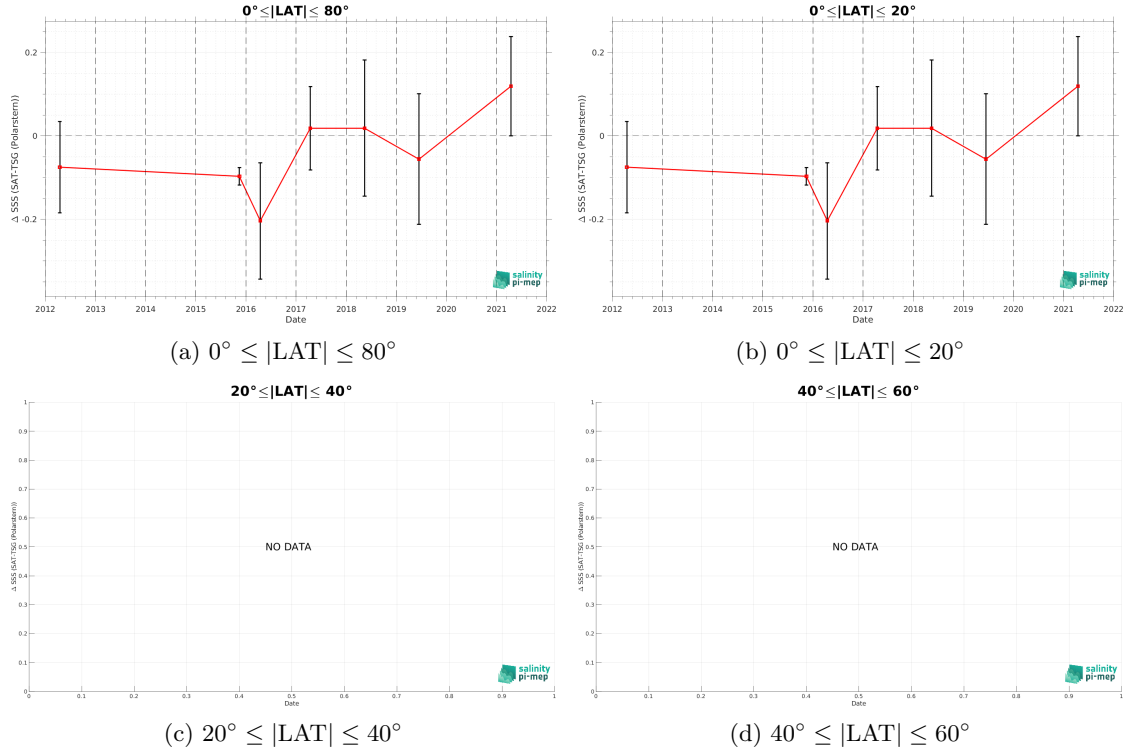 0°≤|LAT|≤ 80°
Δ SSS (SAT-TSG (Polarstern))
0.2
0
-0.2
2012 2013 2014 2015 2016 2017 2018 2019 2020 2021 2022
Date
salinity
pi-mep
(a) 0° ≤ |LAT| ≤ 80°
0°≤|LAT|≤ 20°
Δ SSS (SAT-TSG (Polarstern))
0.2
0
-0.2
2012 2013 2014 2015 2016 2017 2018 2019 2020 2021 2022
Date
salinity
pi-mep
(b) 0° ≤ |LAT| ≤ 20°
20°≤|LAT|≤ 40°
Δ SSS (SAT-TSG (Polarstern))
1
0.9
0.8
0.7
0.6
0.5
0.4
0.3
0.2
0.1
0
NO DATA
0 0.1 0.2 0.3 0.4 0.5 0.6 0.7 0.8 0.9 1
Date
salinity
pi-mep
(c) 20° ≤ |LAT| ≤ 40°
40°≤|LAT|≤ 60°
Δ SSS (SAT-TSG (Polarstern))
1
0.9
0.8
0.7
0.6
0.5
0.4
0.3
0.2
0.1
0
NO DATA
0 0.1 0.2 0.3 0.4 0.5 0.6 0.7 0.8 0.9 1
Date
salinity
pi-mep
(d) 40° ≤ |LAT| ≤ 60°